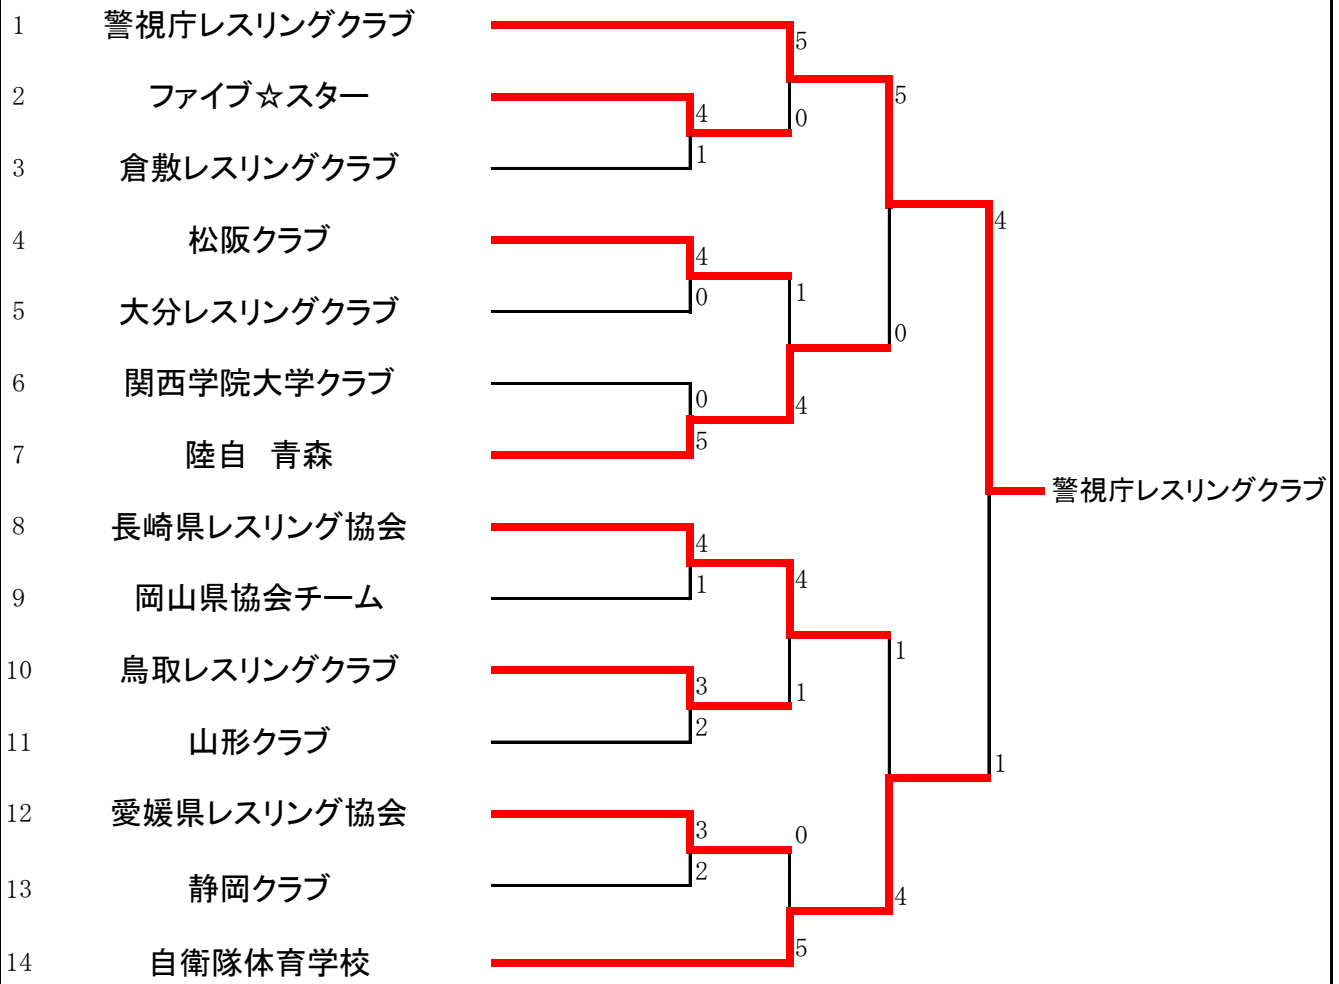 1 警視庁レスリングクラブ
5
2 ファイブ☆スター
5
4
0
1
3 倉敷レスリングクラブ
4
4 松阪クラブ
4
1
0
5 大分レスリングクラブ
0
6 関西学院大学クラブ
0
4
5
7 陸自　青森
警視庁レスリングクラブ
8 長崎県レスリング協会
4
4
1
9 岡山県協会チーム
1
10 鳥取レスリングクラブ
3
1
2
11 山形クラブ
1
12 愛媛県レスリング協会
3
0
2
13 静岡クラブ
4
5
14 自衛隊体育学校